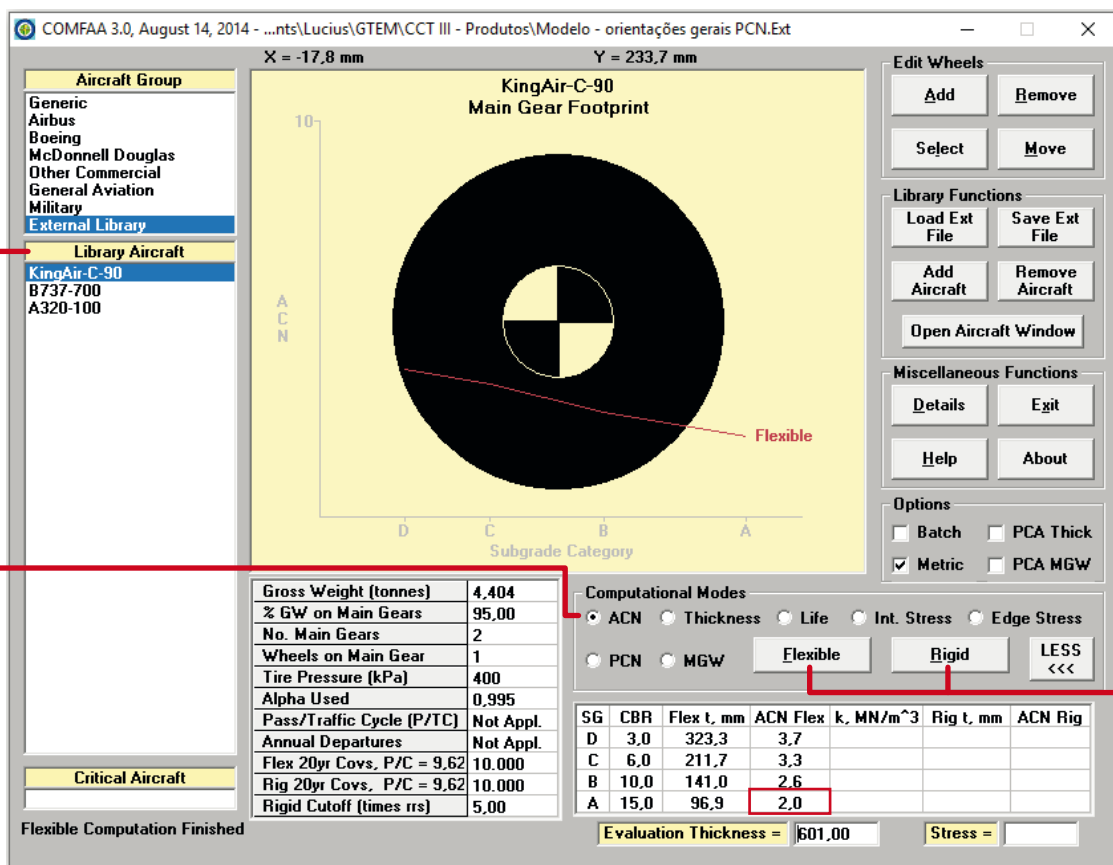 COMFAA 3.0, August 14, 2014 - ...nts\Lucius\GTEM\CCT III - Produtos\Modelo - orientações gerais PCN.Ext
X = -17,8 mm Y = 233,7 mm
Aircraft Group
Generic
Airbus
Boeing
McDonnell Douglas
Other Commercial
General Aviation
Military
External Library
Library Aircraft
KingAir-C-90
B737-700
A320-100
Critical Aircraft
Flexible Computation Finished
KingAir-C-90
Main Gear Footprint
10
A
C
N
Flexible
D C B A
Subgrade Category
Edit Wheels
Add Remove
Select Move
Library Functions
Load Ext File Save Ext File
Add Aircraft Remove Aircraft
Open Aircraft Window
Miscellaneous Functions
Details Exit
Help About
Options
Batch PCA Thick
Metric PCA MGW
Gross Weight (tonnes) 4,404
% GW on Main Gears 95,00
No. Main Gears 2
Wheels on Main Gear 1
Tire Pressure (kPa) 400
Alpha Used 0,995
Pass/Traffic Cycle (P/TC) Not Appl.
Annual Departures Not Appl.
Flex 20yr Covs, P/C = 9,62 10.000
Rig 20yr Covs, P/C = 9,62 10.000
Rigid Cutoff (times rrs) 5,00
Computational Modes
ACN Thickness Life Int. Stress Edge Stress
PCN MGW Flexible Rigid LESS <<<
SG CBR Flex t, mm ACN Flex k, MN/m^3 Rig t, mm ACN Rig
D 3,0 323,3 3,7
C 6,0 211,7 3,3
B 10,0 141,0 2,6
A 15,0 96,9 2,0
Evaluation Thickness = 601,00 Stress =